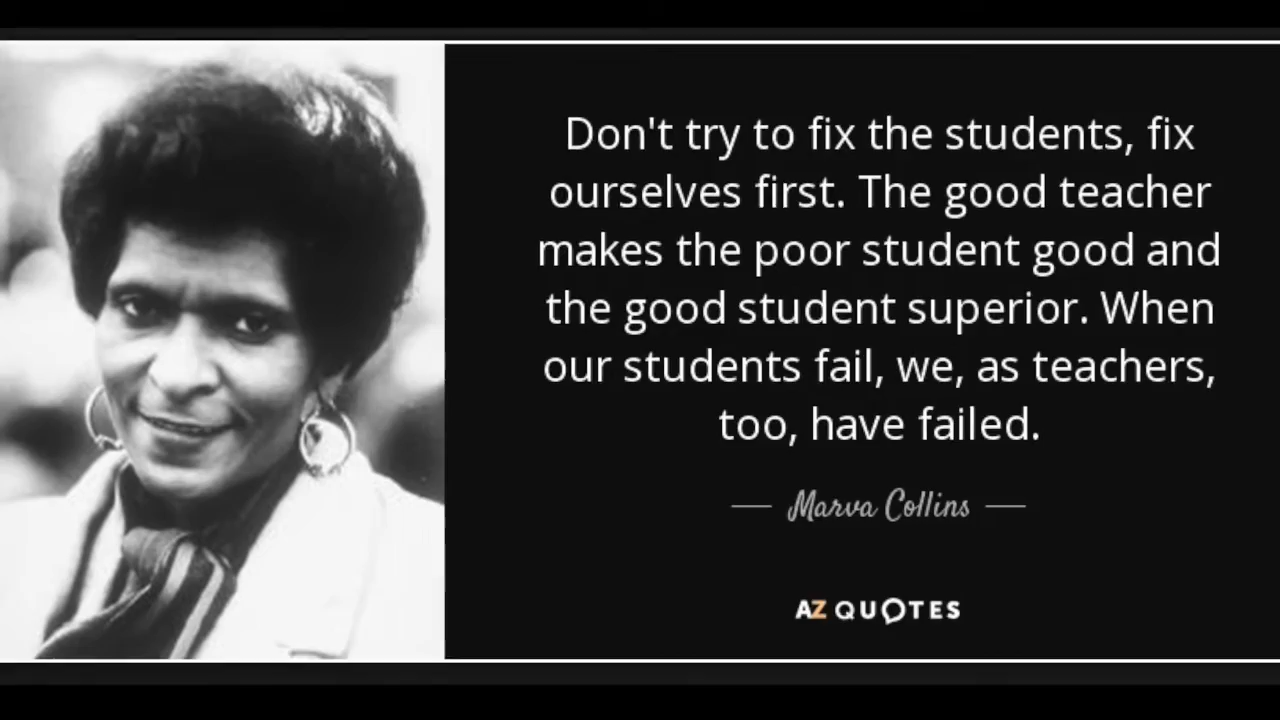 Don't try to fix the students, fix
ourselves first. The good teacher
makes the poor student good and
the good student superior. When
our students fail, we, as teachers,
too, have failed.
Marva Collins
AZ QUOTES